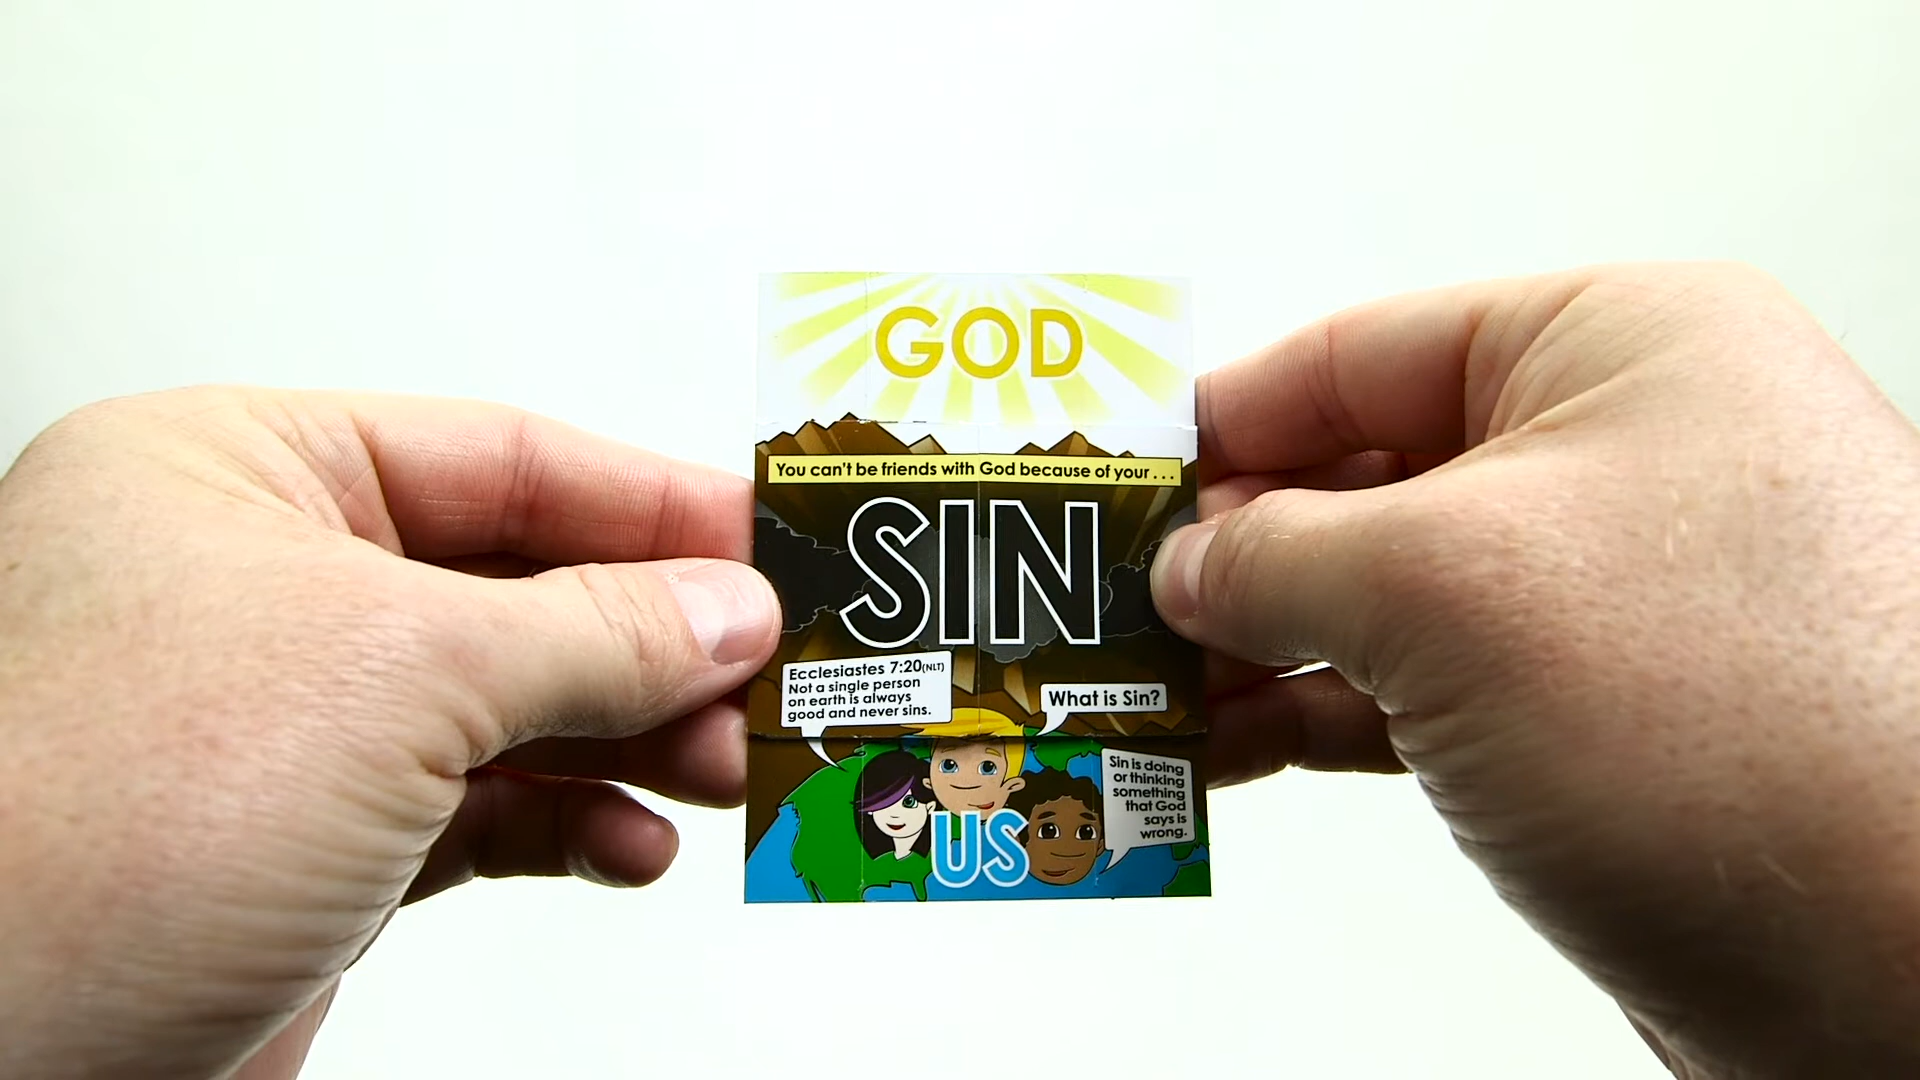 GOD
You can't be friends with God because of your . . .
SIN
Ecclesiastes 7:20(NLT)
Not a single person
on earth is always
good and never sins.
What is Sin?
Sin is doing
or thinking
something
that God
says is
wrong.
US